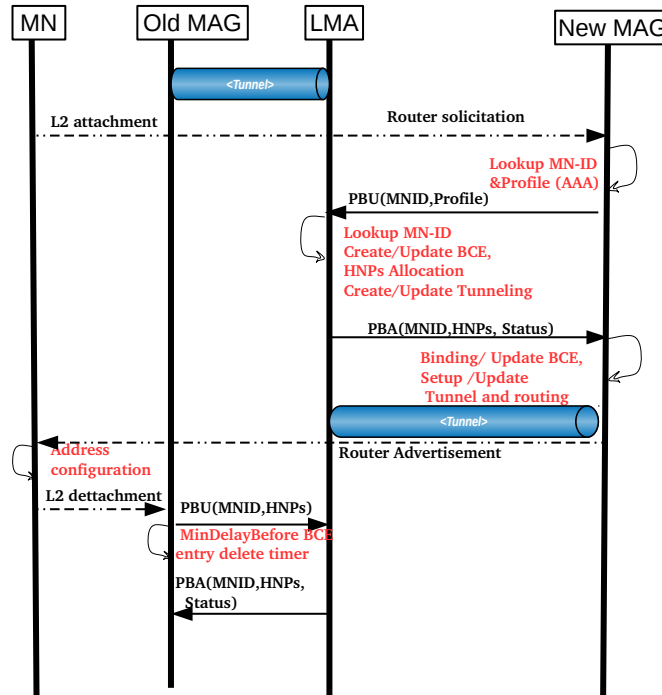 MN
Old MAG
LMA
New MAG
<Tunnel>
L2 attachment
Router solicitation
Lookup MN-ID
&Profile (AAA)
PBU(MNID,Profile)
Lookup MN-ID
Create/Update BCE,
HNPs Allocation
Create/Update Tunneling
PBA(MNID,HNPs, Status)
Binding/ Update BCE,
Setup /Update
Tunnel and routing
<Tunnel>
Router Advertisement
Address
configuration
L2 dettachment
PBU(MNID,HNPs)
MinDelayBefore BCE
entry delete timer
PBA(MNID,HNPs,
Status)